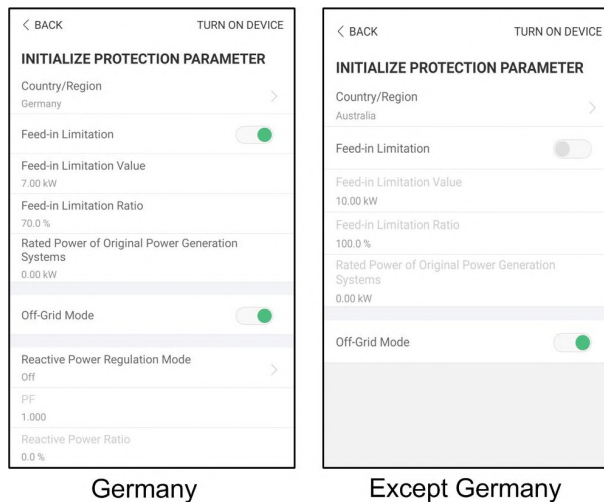 < BACK TURN ON DEVICE
INITIALIZE PROTECTION PARAMETER
Country/Region
Germany
Feed-in Limitation
Feed-in Limitation Value
7.00 kW
Feed-in Limitation Ratio
70.0 %
Rated Power of Original Power Generation
Systems
0.00 kW
Off-Grid Mode
Reactive Power Regulation Mode
Off
PF
1.000
Reactive Power Ratio
0.0 %
Germany
< BACK TURN ON DEVICE
INITIALIZE PROTECTION PARAMETER
Country/Region
Australia
Feed-in Limitation
Feed-in Limitation Value
10.00 kW
Feed-in Limitation Ratio
100.0 %
Rated Power of Original Power Generation
Systems
0.00 kW
Off-Grid Mode
Except Germany